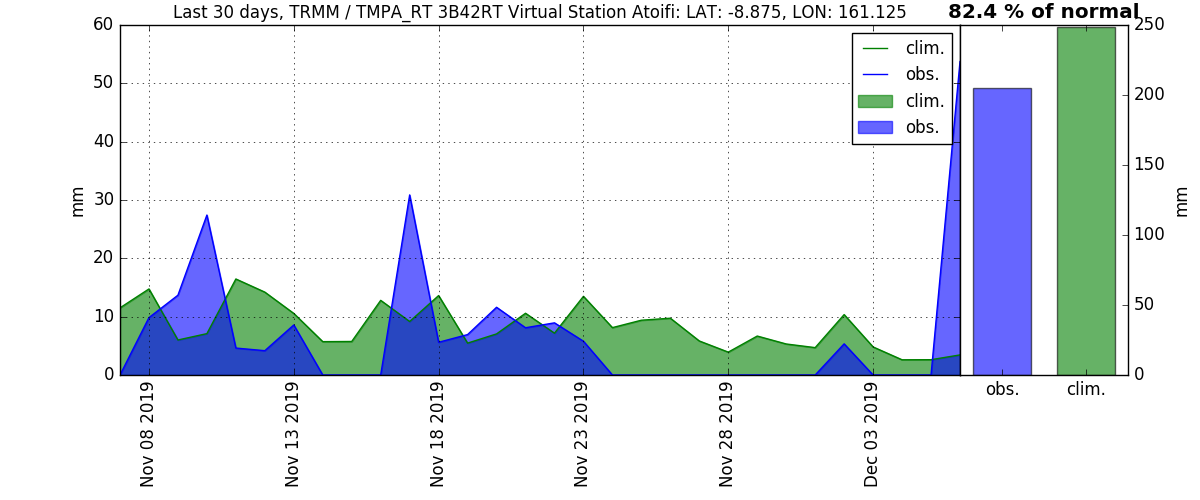 Last 30 days, TRMM / TMPA_RT 3B42RT Virtual Station Atoifi: LAT: -8.875, LON: 161.125
82.4 % of normal
60
50
40
30
20
10
0
mm
clim.
obs.
clim.
obs.
250
200
150
100
50
0
mm
Nov 08 2019
Nov 13 2019
Nov 18 2019
Nov 23 2019
Nov 28 2019
Dec 03 2019
obs.
clim.